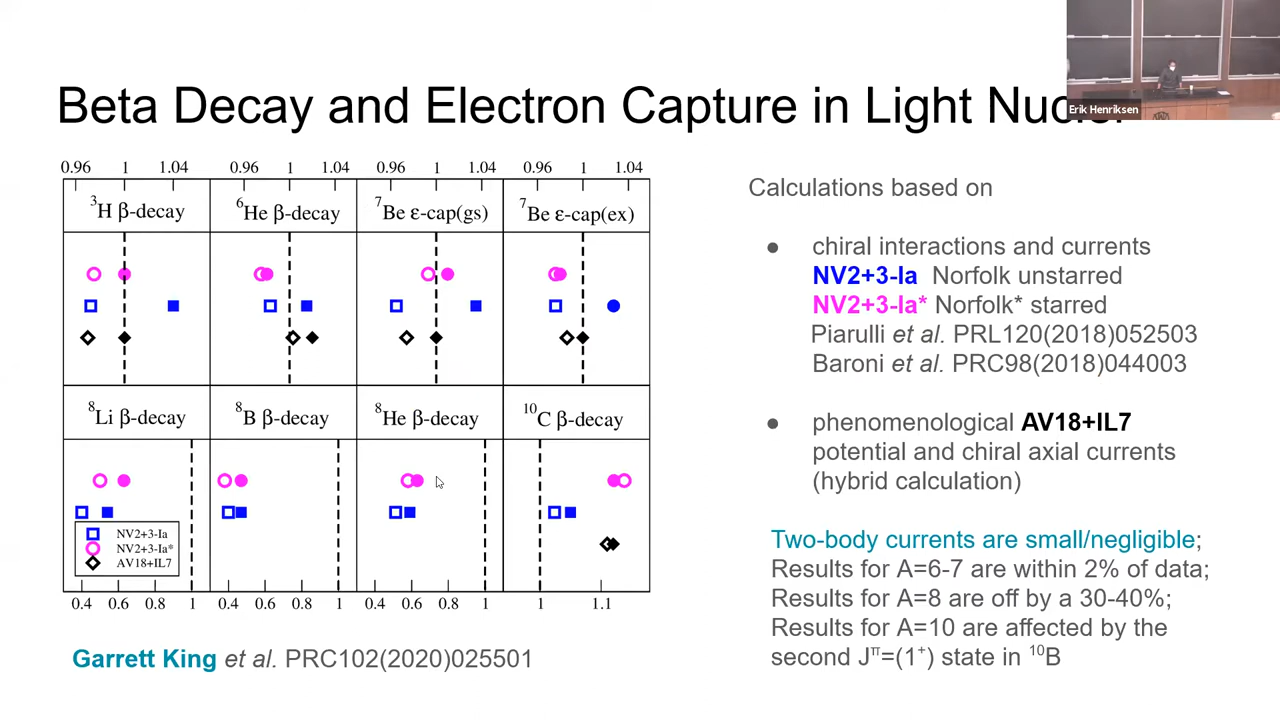 Beta Decay and Electron Capture in Light Nuclei
Erik Henriksen
0.96 1 1.04 0.96 1 1.04 0.96 1 1.04 0.96 1 1.04
³H β-decay
⁶He β-decay
⁷Be ε-cap(gs)
⁷Be ε-cap(ex)
⁸Li β-decay
⁸B β-decay
⁸He β-decay
¹⁰C β-decay
NV2+3-Ia
NV2+3-Ia*
AV18+IL7
0.4 0.6 0.8 1 0.4 0.6 0.8 1 0.4 0.6 0.8 1 1 1.1
Garrett King et al. PRC102(2020)025501
Calculations based on
● chiral interactions and currents
NV2+3-Ia Norfolk unstarred
NV2+3-Ia* Norfolk* starred
Piarulli et al. PRL120(2018)052503
Baroni et al. PRC98(2018)044003
● phenomenological AV18+IL7
potential and chiral axial currents
(hybrid calculation)
Two-body currents are small/negligible;
Results for A=6-7 are within 2% of data;
Results for A=8 are off by a 30-40%;
Results for A=10 are affected by the
second Jᵖ=(1⁺) state in ¹⁰B